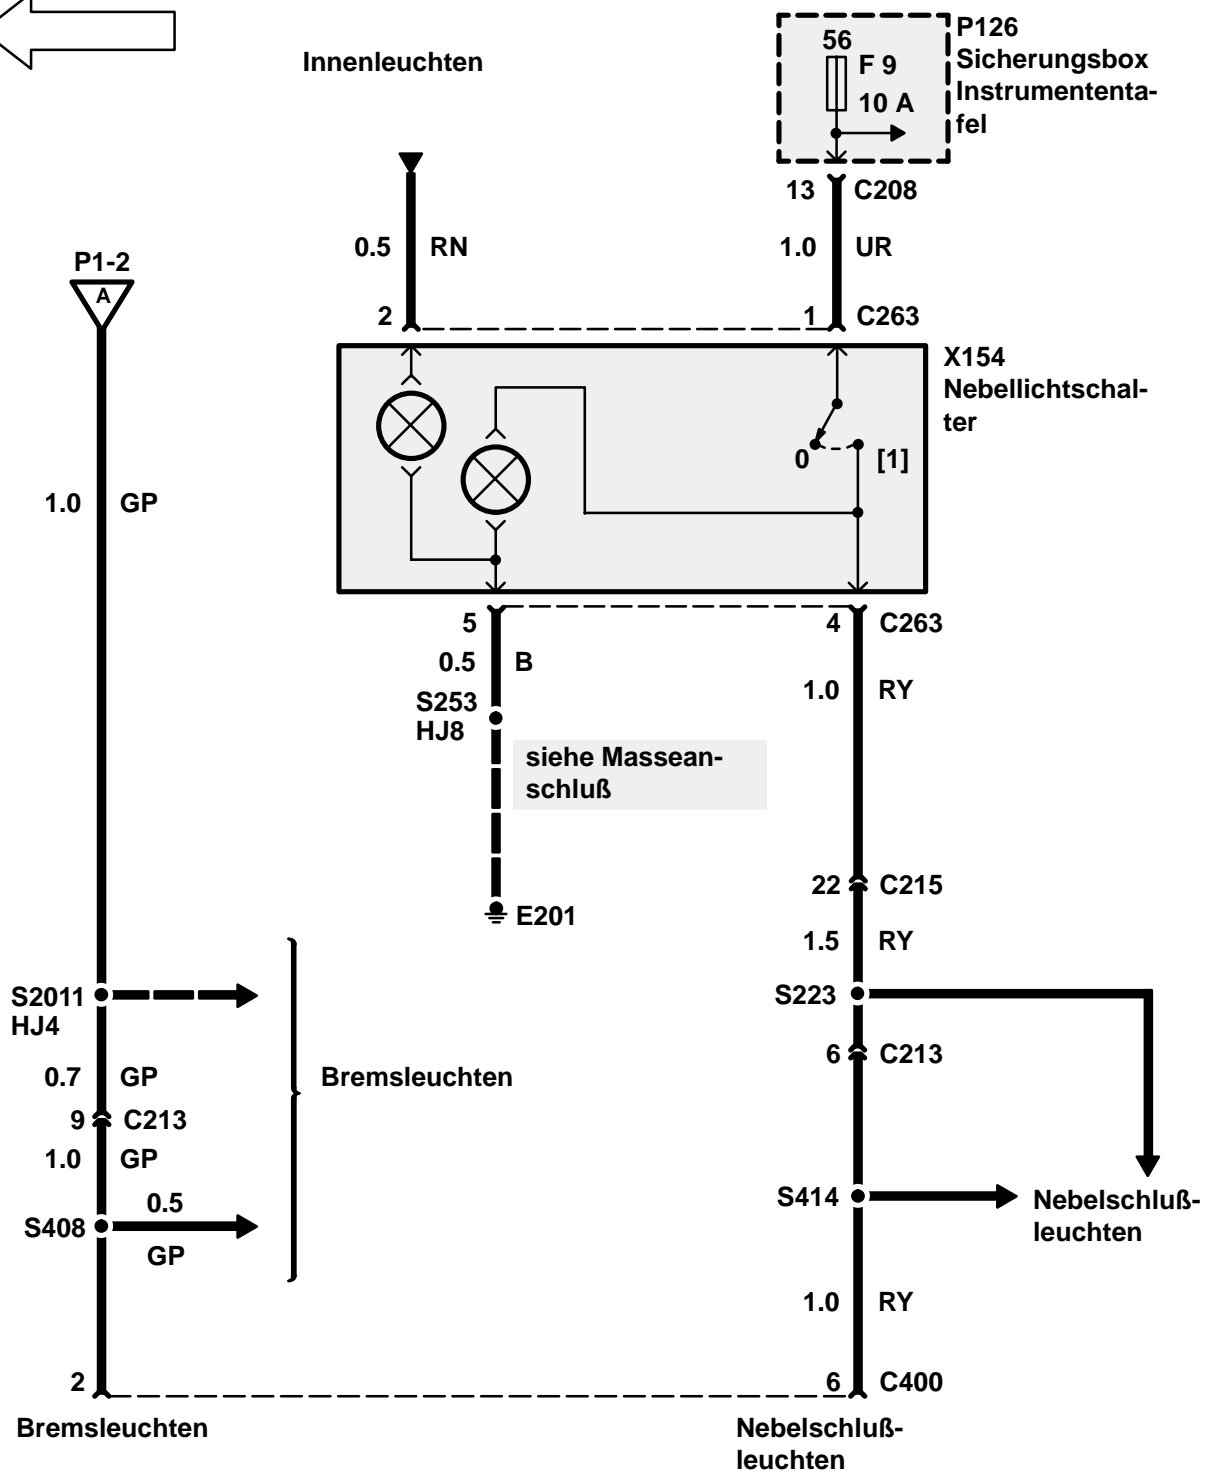 Innenleuchten
56
F 9
10 A
P126
Sicherungsbox
Instrumententa-
fel
13 C208
0.5 RN
1.0 UR
P1-2
A
2
1 C263
X154
Nebellichtschal-
ter
0 [1]
1.0 GP
5
4 C263
0.5 B
1.0 RY
S253
HJ8
siehe Massean-
schluß
22 C215
E201
1.5 RY
S2011
HJ4
S223
6 C213
0.7 GP
Bremsleuchten
9 C213
1.0 GP
0.5
S408
GP
S414
Nebelschluß-
leuchten
1.0 RY
2
6 C400
Bremsleuchten
Nebelschluß-
leuchten